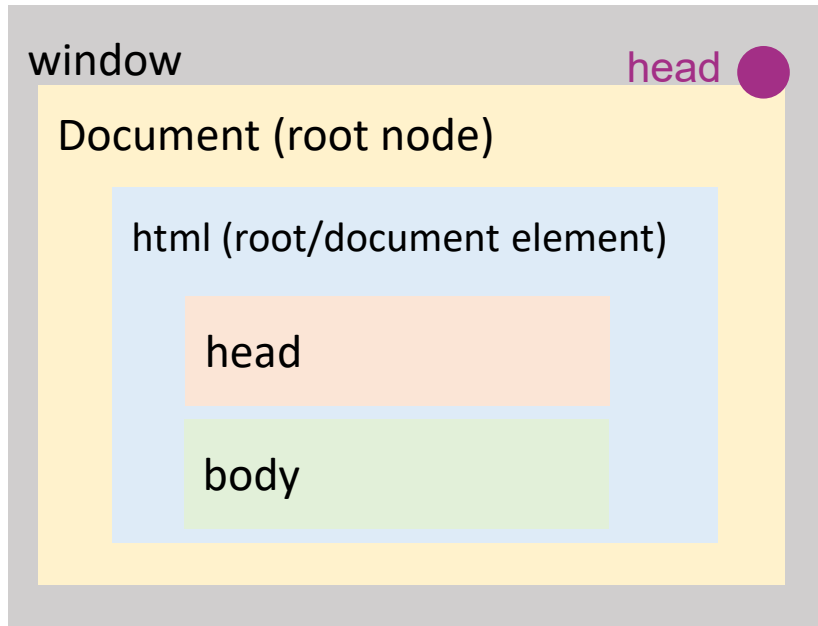 window
head
Document (root node)
html (root/document element)
head
body